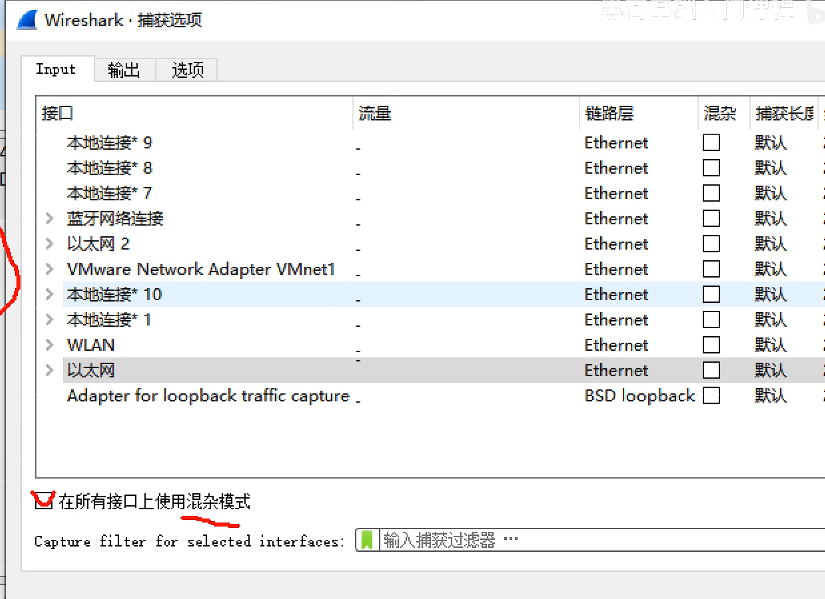 Wireshark · 捕获选项
Input 输出 选项
接口 流量 链路层 混杂 捕获长度
本地连接* 9 - Ethernet 默认
本地连接* 8 - Ethernet 默认
本地连接* 7 - Ethernet 默认
蓝牙网络连接 - Ethernet 默认
以太网 2 - Ethernet 默认
VMware Network Adapter VMnet1 - Ethernet 默认
本地连接* 10 - Ethernet 默认
本地连接* 1 - Ethernet 默认
WLAN - Ethernet 默认
以太网 - Ethernet 默认
Adapter for loopback traffic capture - BSD loopback 默认
在所有接口上使用混杂模式
Capture filter for selected interfaces: 输入捕获过滤器 …